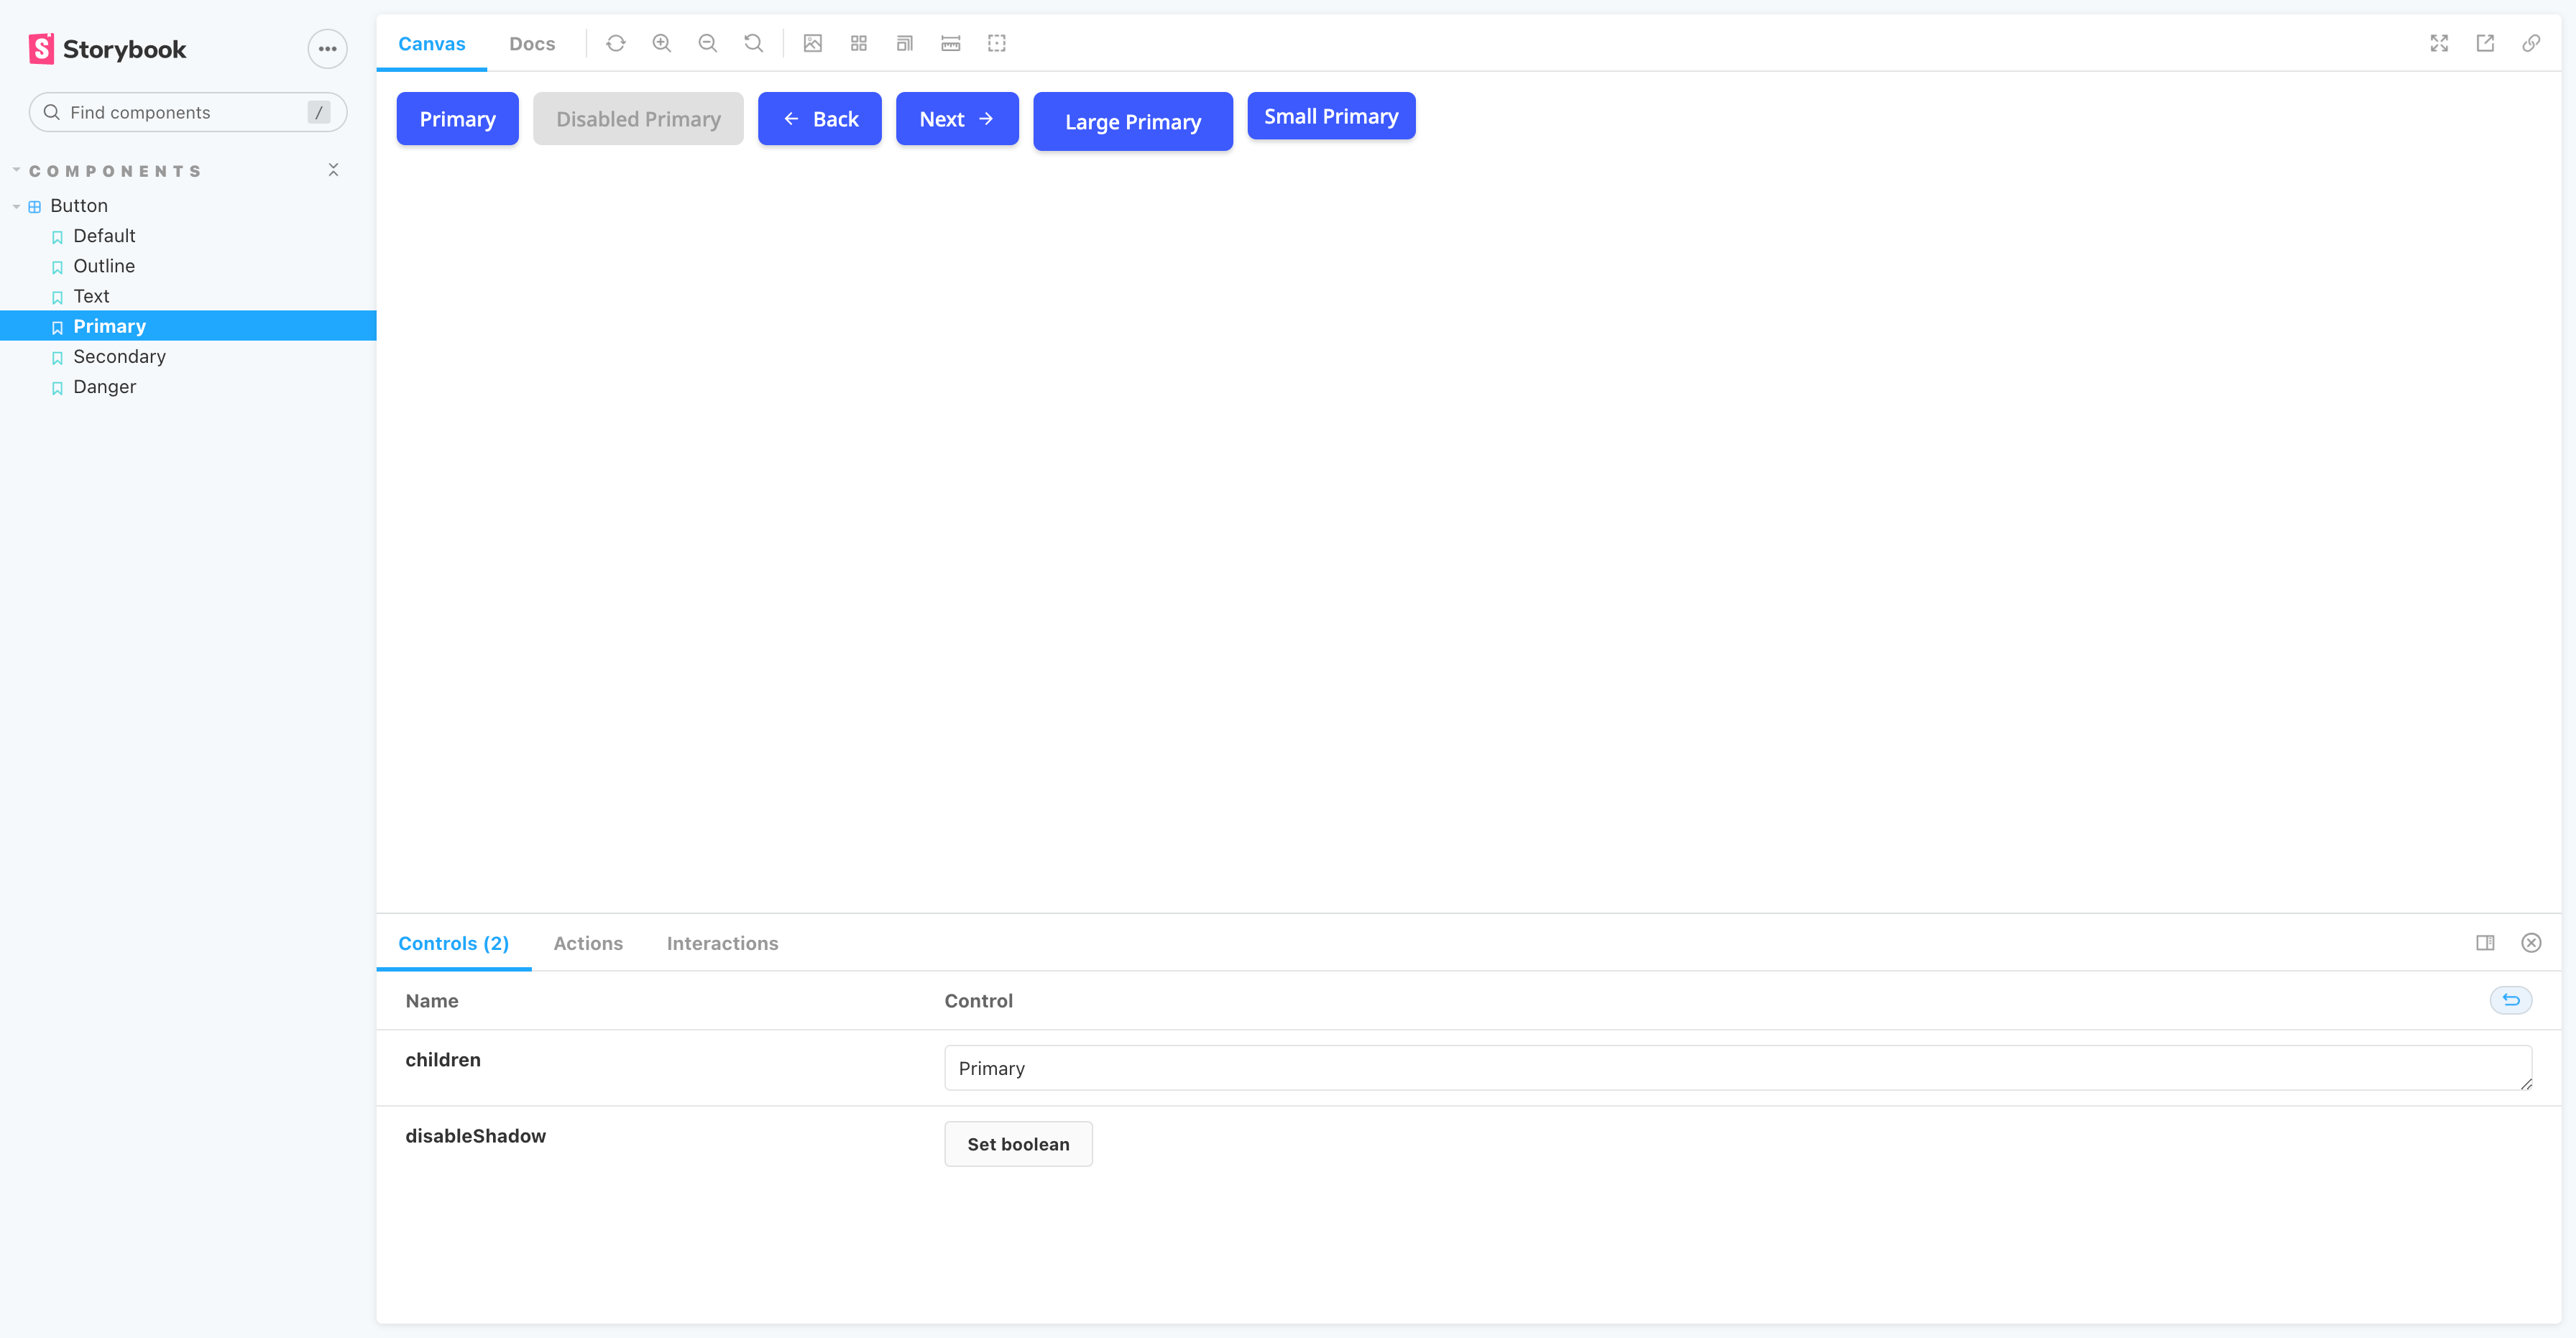 Storybook
Find components /
COMPONENTS
Button
Default
Outline
Text
Primary
Secondary
Danger
Canvas Docs
Primary Disabled Primary Back Next Large Primary Small Primary
Controls (2) Actions Interactions
Name Control
children Primary
disableShadow Set boolean